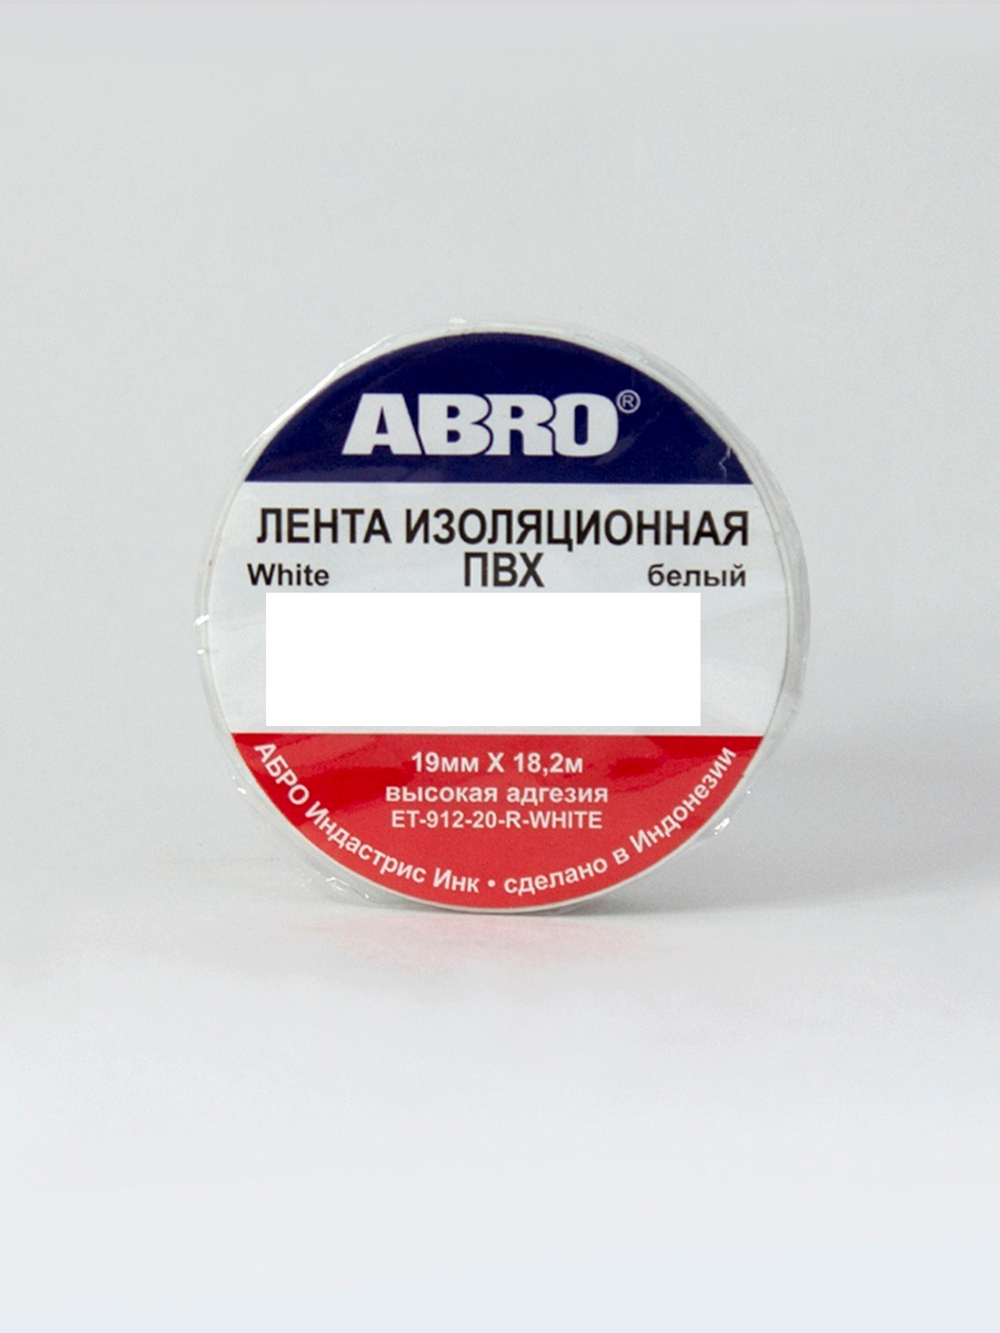 ABRO®
ЛЕНТА ИЗОЛЯЦИОННАЯ
ПВХ
White
белый
19мм X 18,2м
высокая адгезия
ET-912-20-R-WHITE
АБРО Индастрис Инк • сделано в Индонезии